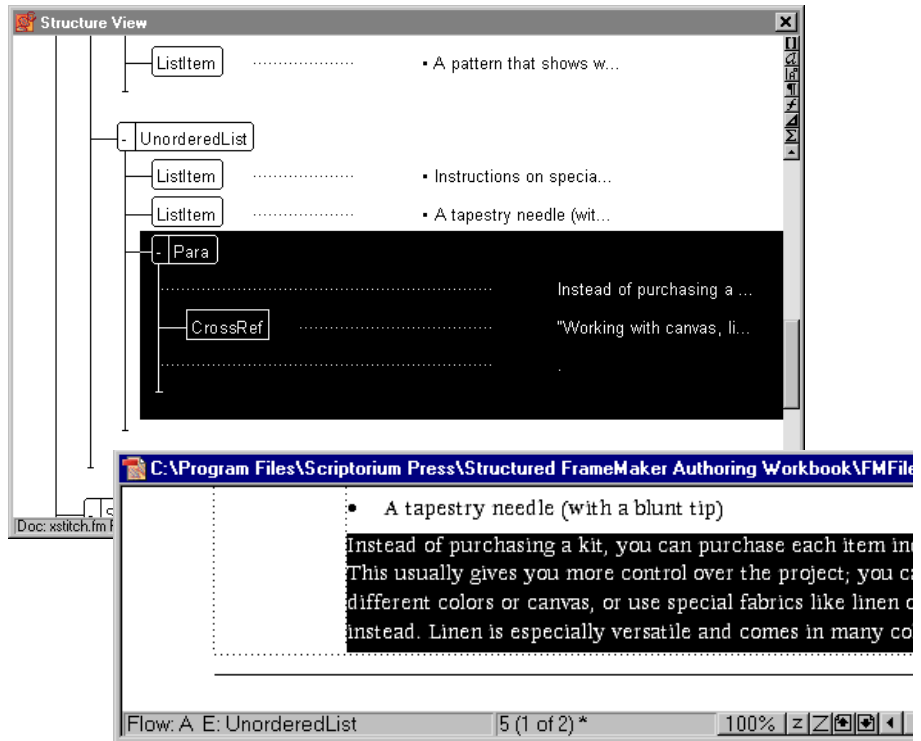 Structure View
ListItem ................... ▪ A pattern that shows w...
- UnorderedList
ListItem ................... ▪ Instructions on specia...
ListItem ................... ▪ A tapestry needle (wit...
- Para
Instead of purchasing a ...
CrossRef ................... "Working with canvas, li...
.
Doc: xstitch.fm
C:\Program Files\Scriptorium Press\Structured FrameMaker Authoring Workbook\FMFile
• A tapestry needle (with a blunt tip)
Instead of purchasing a kit, you can purchase each item in
This usually gives you more control over the project; you c
different colors or canvas, or use special fabrics like linen
instead. Linen is especially versatile and comes in many co
Flow: A E: UnorderedList 5 (1 of 2) * 100% z Z